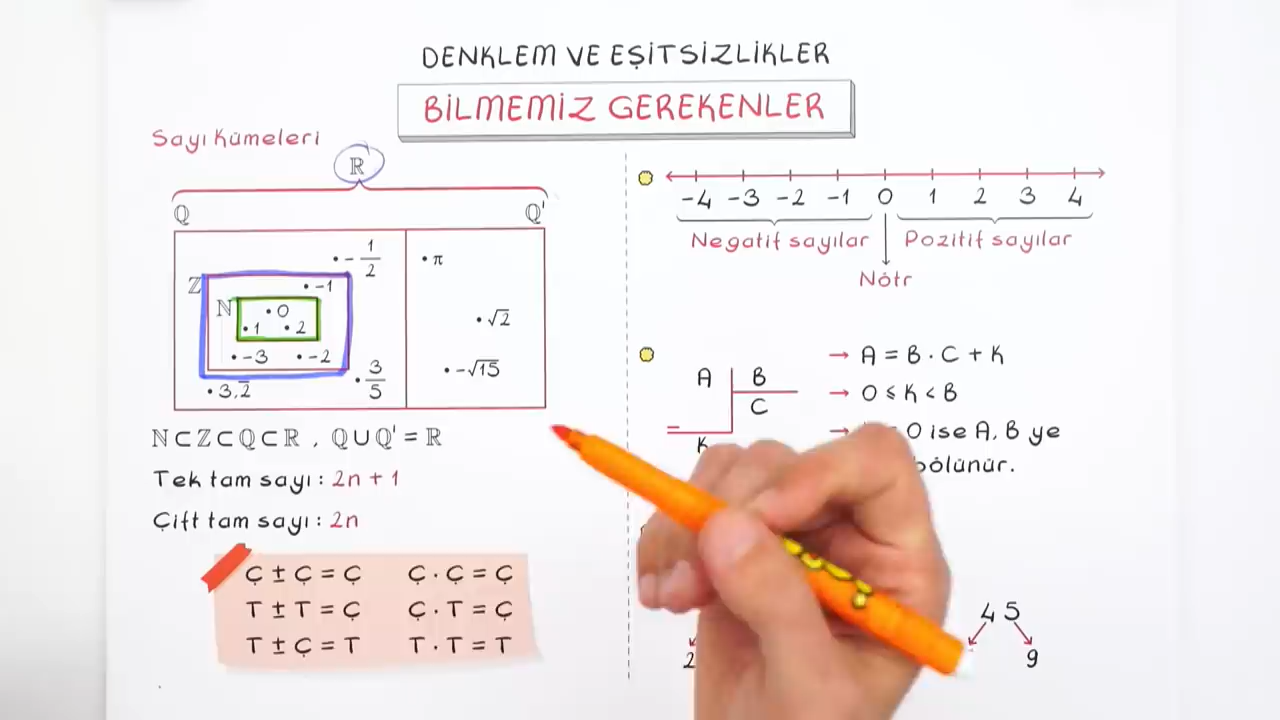 DENKLEM VE EŞİTSİZLİKLER
BİLMEMİZ GEREKENLER
Sayı Kümeleri
ℝ
ℚ ℚ'
• -1/2
• π
ℤ
• -1
ℕ
• 0
• 1 • 2
• √2
• -3 • -2
• 3/5
• -√15
• 3,2̅
ℕ⊂ℤ⊂ℚ⊂ℝ , ℚ∪ℚ' = ℝ
Tek tam sayı : 2n + 1
Çift tam sayı : 2n
Ç ± Ç = Ç Ç . Ç = Ç
T ± T = Ç Ç . T = Ç
T ± Ç = T T . T = T
-4 -3 -2 -1 0 1 2 3 4
Negatif sayılar Pozitif sayılar
Nötr
A B
C
K
→ A = B . C + K
→ 0 ≤ K < B
→ 0 ise A, B ye
bölünür.
45
2 9